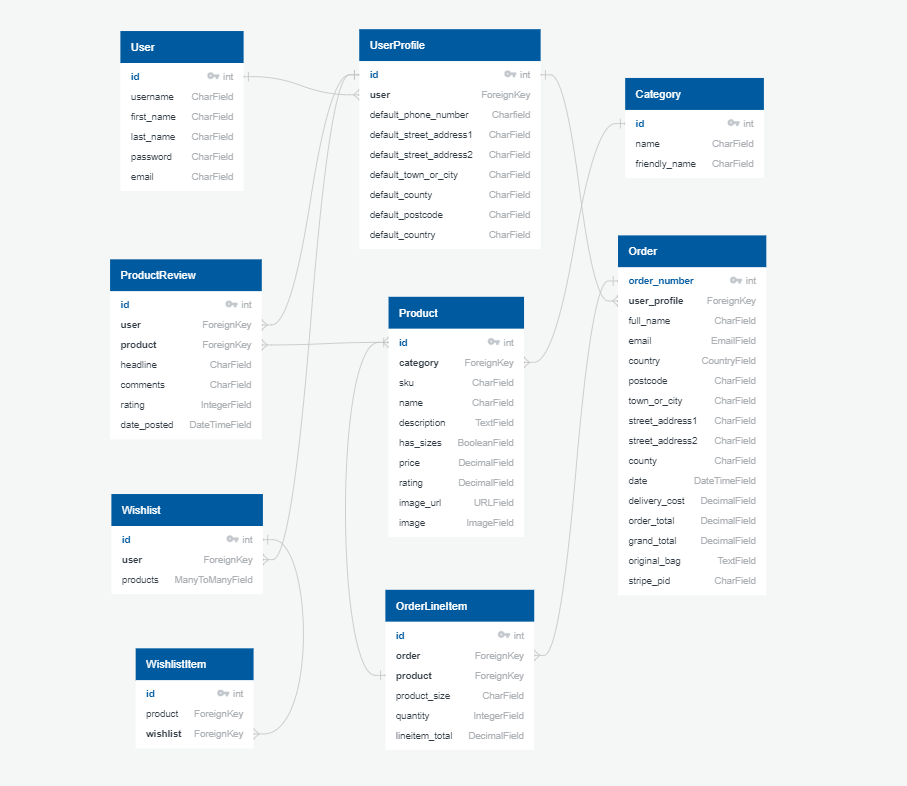 User
id int
username CharField
first_name CharField
last_name CharField
password CharField
email CharField
UserProfile
id int
user ForeignKey
default_phone_number Charfield
default_street_address1 CharField
default_street_address2 CharField
default_town_or_city CharField
default_county CharField
default_postcode CharField
default_country CharField
Category
id int
name CharField
friendly_name CharField
Order
order_number int
user_profile ForeignKey
full_name CharField
email EmailField
country CountryField
postcode CharField
town_or_city CharField
street_address1 CharField
street_address2 CharField
county CharField
date DateTimeField
delivery_cost DecimalField
order_total DecimalField
grand_total DecimalField
original_bag TextField
stripe_pid CharField
ProductReview
id int
user ForeignKey
product ForeignKey
headline CharField
comments CharField
rating IntegerField
date_posted DateTimeField
Product
id int
category ForeignKey
sku CharField
name CharField
description TextField
has_sizes BooleanField
price DecimalField
rating DecimalField
image_url URLField
image ImageField
Wishlist
id int
user ForeignKey
products ManyToManyField
OrderLineItem
id int
order ForeignKey
product ForeignKey
product_size CharField
quantity IntegerField
lineitem_total DecimalField
WishlistItem
id int
product ForeignKey
wishlist ForeignKey